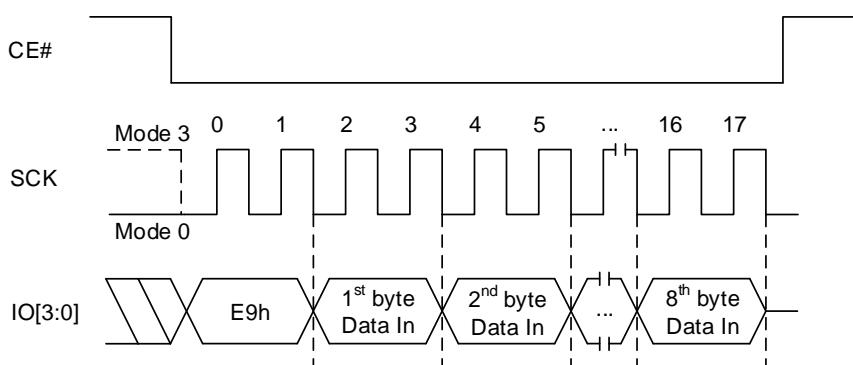 CE#
0 1 2 3 4 5 ... 16 17
Mode 3
SCK
Mode 0
IO[3:0]
E9h
1st byte
Data In
2nd byte
Data In
...
8th byte
Data In